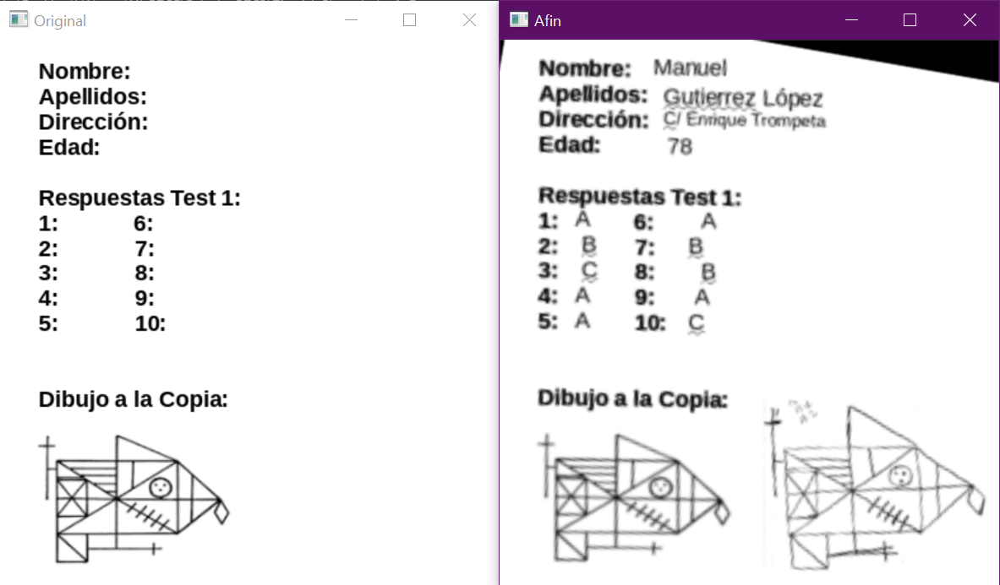 Original
Nombre:
Apellidos:
Dirección:
Edad:
Respuestas Test 1:
1: 6:
2: 7:
3: 8:
4: 9:
5: 10:
Dibujo a la Copia:
Afin
Nombre: Manuel
Apellidos: Gutierrez López
Dirección: C/ Enrique Trompeta
Edad: 78
Respuestas Test 1:
1: A 6: A
2: B 7: B
3: C 8: B
4: A 9: A
5: A 10: C
Dibujo a la Copia: